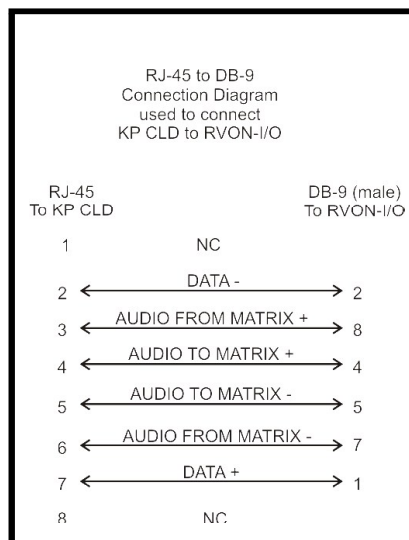 RJ-45 to DB-9
Connection Diagram
used to connect
KP CLD to RVON-I/O
RJ-45
To KP CLD
DB-9 (male)
To RVON-I/O
1 NC
2 DATA - 2
3 AUDIO FROM MATRIX + 8
4 AUDIO TO MATRIX + 4
5 AUDIO TO MATRIX - 5
6 AUDIO FROM MATRIX - 7
7 DATA + 1
8 NC